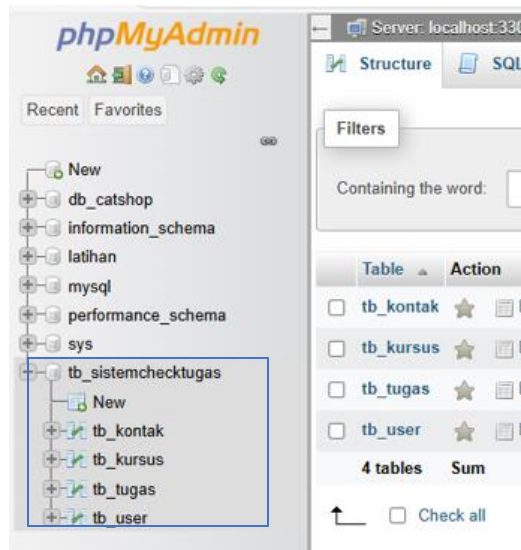 phpMyAdmin
Recent Favorites
New
db_catshop
information_schema
latihan
mysql
performance_schema
sys
tb_sistemchecktugas
New
tb_kontak
tb_kursus
tb_tugas
tb_user
Server: localhost:330
Structure SQL
Filters
Containing the word:
Table Action
tb_kontak
tb_kursus
tb_tugas
tb_user
4 tables Sum
Check all